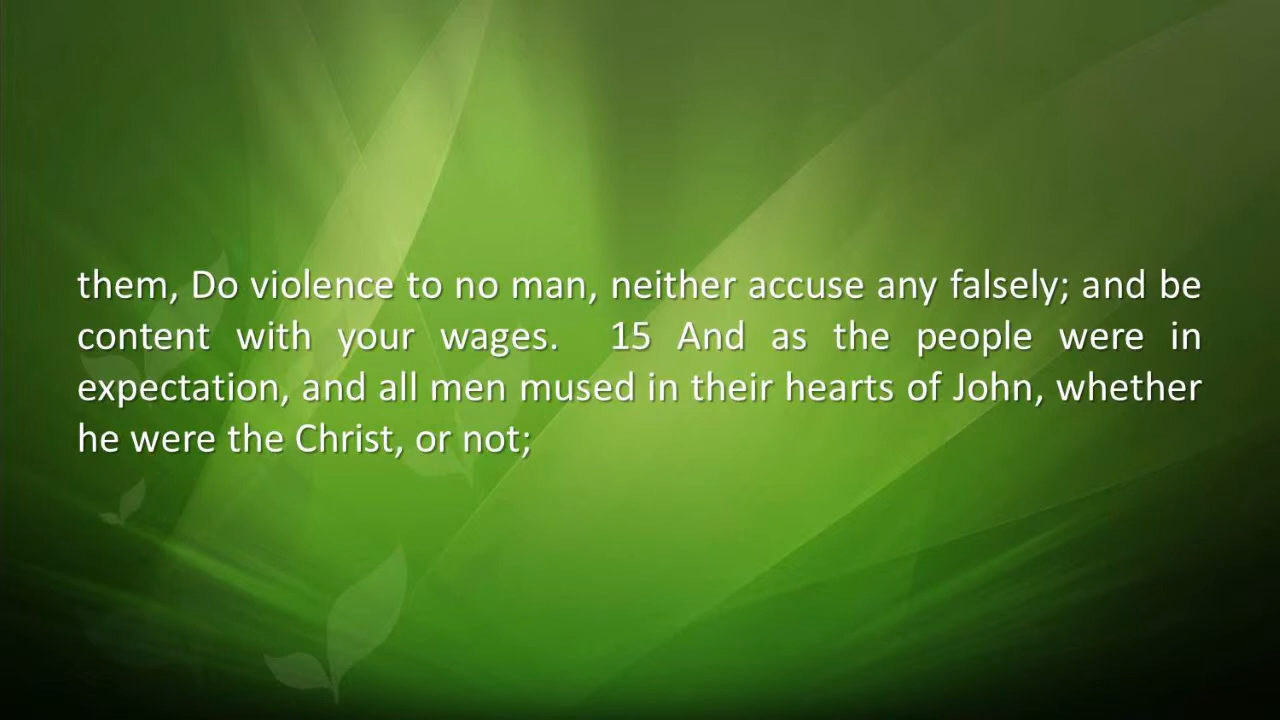 them, Do violence to no man, neither accuse any falsely; and be
content with your wages.  15 And as the people were in
expectation, and all men mused in their hearts of John, whether
he were the Christ, or not;